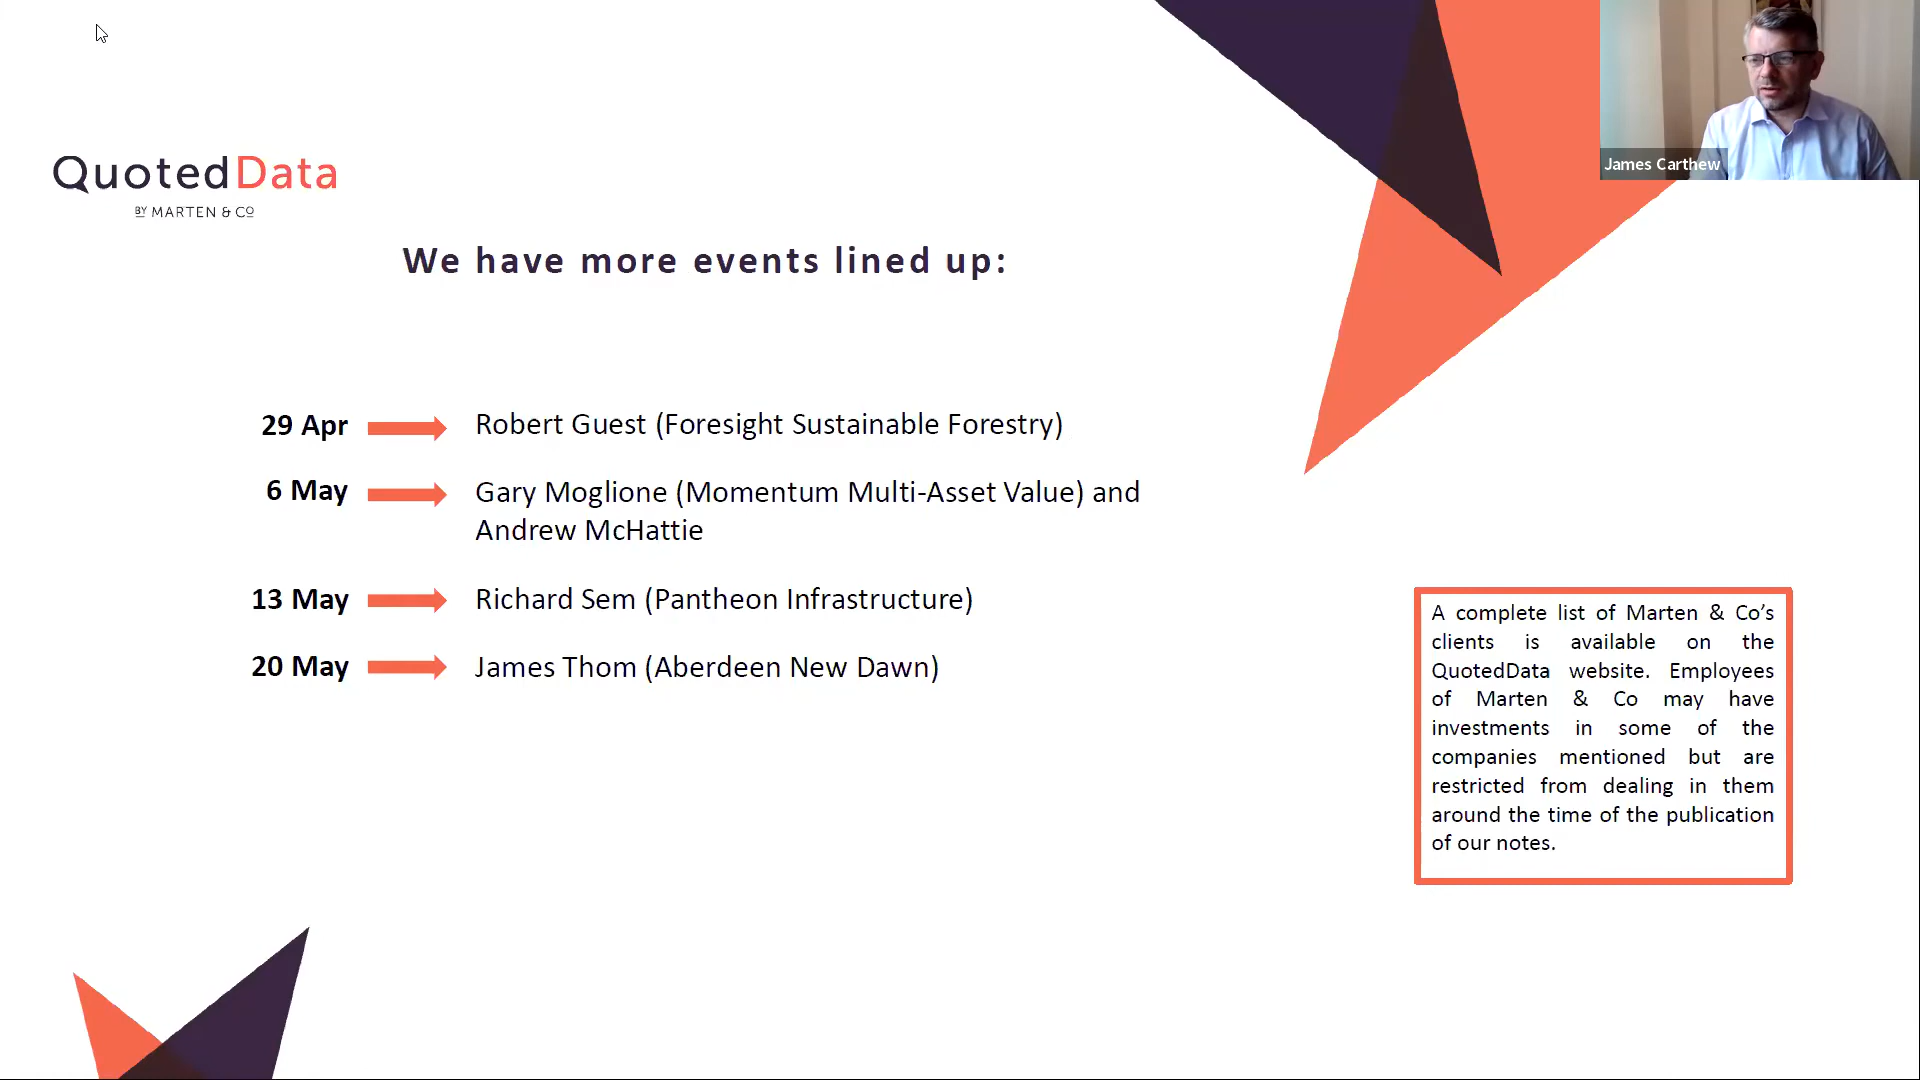 James Carthew
QuotedData
BY MARTEN & CO
We have more events lined up:
29 Apr
Robert Guest (Foresight Sustainable Forestry)
6 May
Gary Moglione (Momentum Multi-Asset Value) and
Andrew McHattie
13 May
Richard Sem (Pantheon Infrastructure)
20 May
James Thom (Aberdeen New Dawn)
A complete list of Marten & Co’s
clients is available on the
QuotedData website. Employees
of Marten & Co may have
investments in some of the
companies mentioned but are
restricted from dealing in them
around the time of the publication
of our notes.